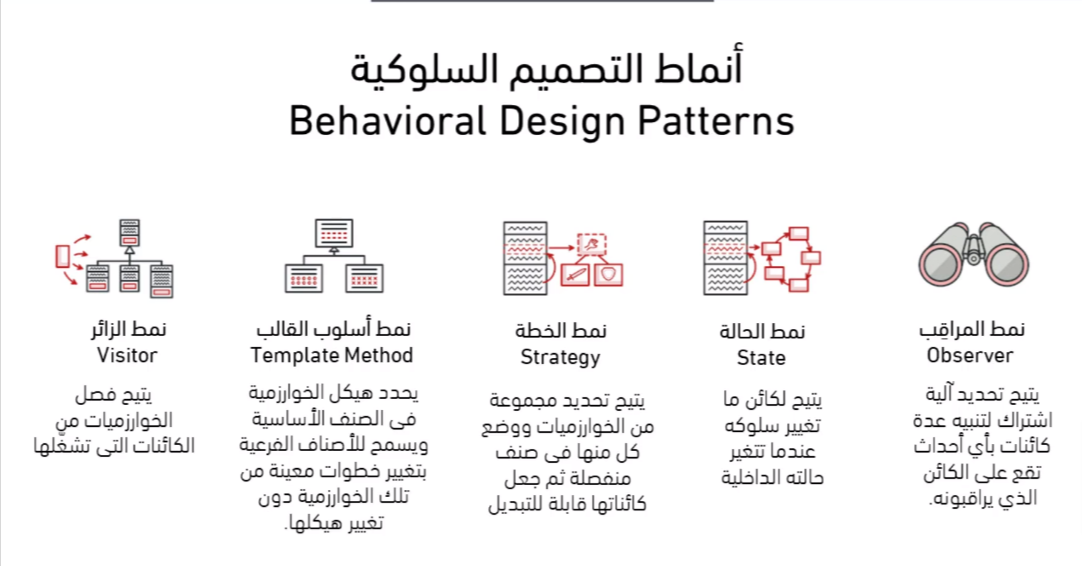 أنماط التصميم السلوكية
Behavioral Design Patterns
نمط المراقِب
Observer
يتيح تحديد آلية
اشتراك لتنبيه عدة
كائنات بأي أحداث
تقع على الكائن
الذي يراقبونه.
نمط الحالة
State
يتيح لكائن ما
تغيير سلوكه
عندما تتغير
حالته الداخلية
نمط الخطة
Strategy
يتيح تحديد مجموعة
من الخوارزميات ووضع
كل منها فى صنف
منفصلة ثم جعل
كائناتها قابلة للتبديل
نمط أسلوب القالب
Template Method
يحدد هيكل الخوارزمية
فى الصنف الأساسية
ويسمح للأصناف الفرعية
بتغيير خطوات معينة من
تلك الخوارزمية دون
تغيير هيكلها.
نمط الزائر
Visitor
يتيح فصل
الخوارزميات من
الكائنات التى تشغّلها